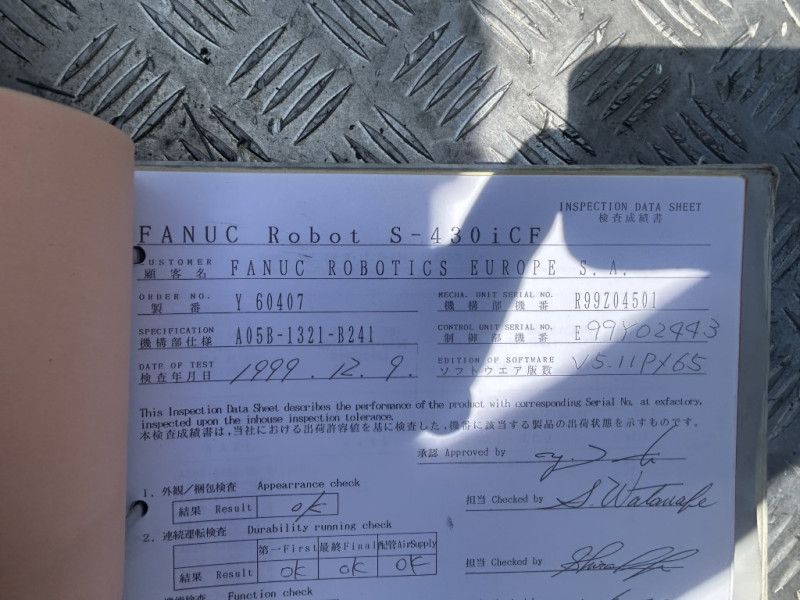 INSPECTION DATA SHEET
検査成績書
FANUC Robot S-430iCF
CUSTOMER
顧客名 FANUC ROBOTICS EUROPE S. A.
ORDER NO.
製番 Y 60407
MECHA. UNIT SERIAL NO.
機構部機番 R99Z04501
SPECIFICATION
機構部仕様 A05B-1321-B241
CONTROL UNIT SERIAL NO.
制御部機番 E99Y02443
DATE OF TEST
検査年月日 1999. 12. 9.
EDITION OF SOFTWARE
ソフトウエア版数 V5.11PX65
This Inspection Data Sheet describes the performance of the product with corresponding Serial No. at exfactory,
inspected upon the inhouse inspection tolerance.
本検査成績書は,当社における出荷許容値を基に検査した,機番に該当する製品の出荷状態を示すものです。
承認 Approved by
1. 外観/梱包検査 Appearrance check
結果 Result OK
担当 Checked by S. Watanabe
2. 連続運転検査 Durability running check
第一First 最終Final 配管AirSupply
結果 Result OK OK OK
担当 Checked by
Function check